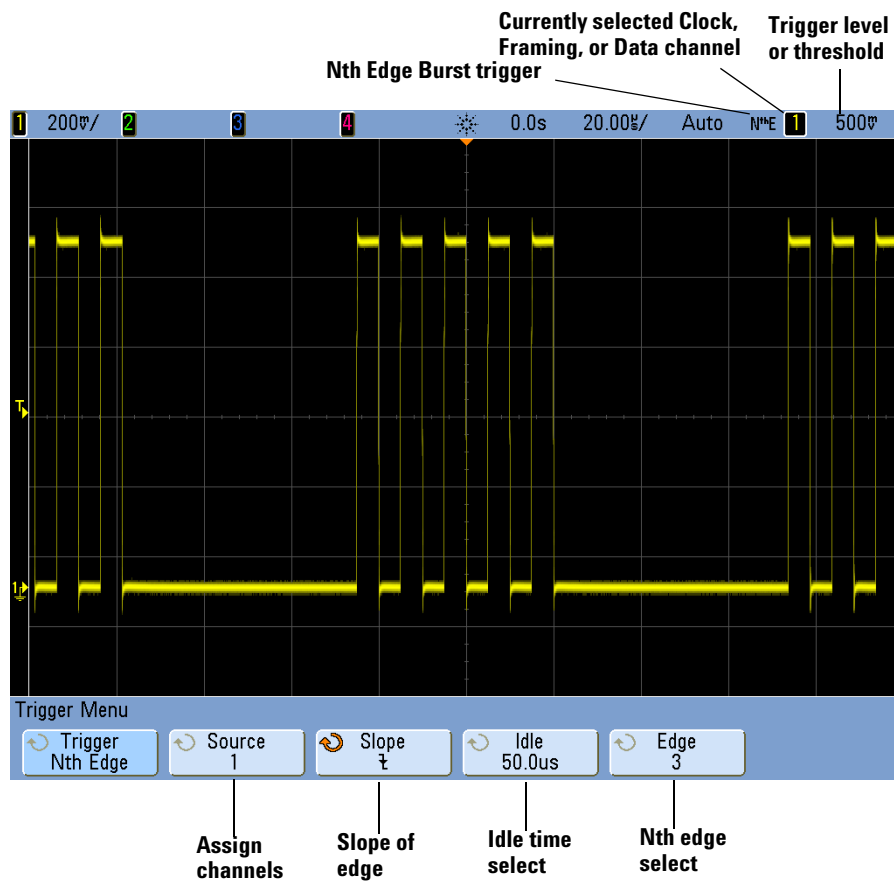 Currently selected Clock,
Framing, or Data channel
Trigger level
or threshold
Nth Edge Burst trigger
1 200mV/ 2 3 4 0.0s 20.00us/ Auto NthE 1 500mV
T
1
Trigger Menu
Trigger
Nth Edge
Source
1
Slope
Idle
50.0us
Edge
3
Assign
channels
Slope of
edge
Idle time
select
Nth edge
select